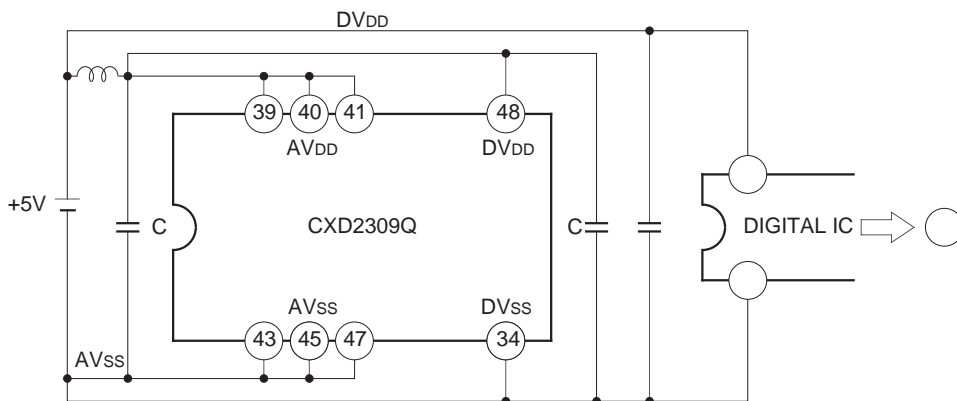 DVDD
39 40 41 48
AVDD DVDD
+5V C CXD2309Q C DIGITAL IC
AVSS DVSS
43 45 47 34
AVSS